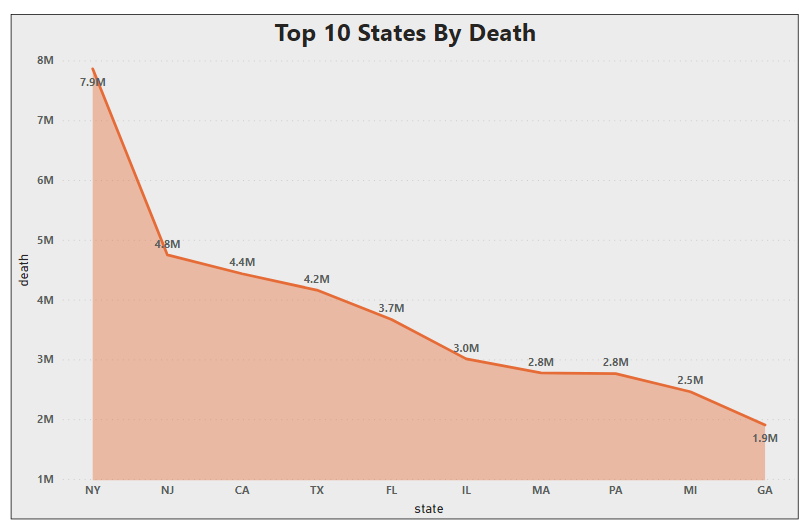 Top 10 States By Death
8M
7M
6M
5M
4M
3M
2M
1M
death
7.9M
4.8M
4.4M
4.2M
3.7M
3.0M
2.8M
2.8M
2.5M
1.9M
NY NJ CA TX FL IL MA PA MI GA
state